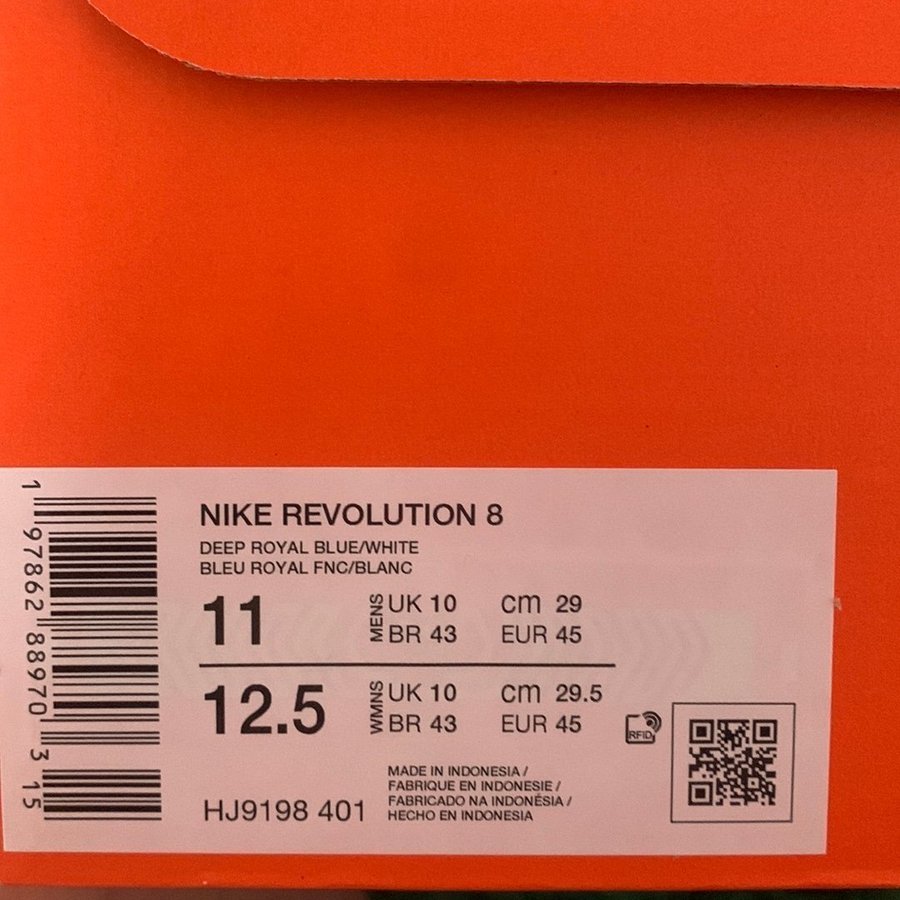 1 97862 88970 3 15
NIKE REVOLUTION 8
DEEP ROYAL BLUE/WHITE
BLEU ROYAL FNC/BLANC
11 MENS UK 10 CM 29
BR 43 EUR 45
12.5 WMNS UK 10 CM 29.5
BR 43 EUR 45
RFID
MADE IN INDONESIA /
FABRIQUE EN INDONESIE /
FABRICADO NA INDONÉSIA /
HECHO EN INDONESIA
HJ9198 401